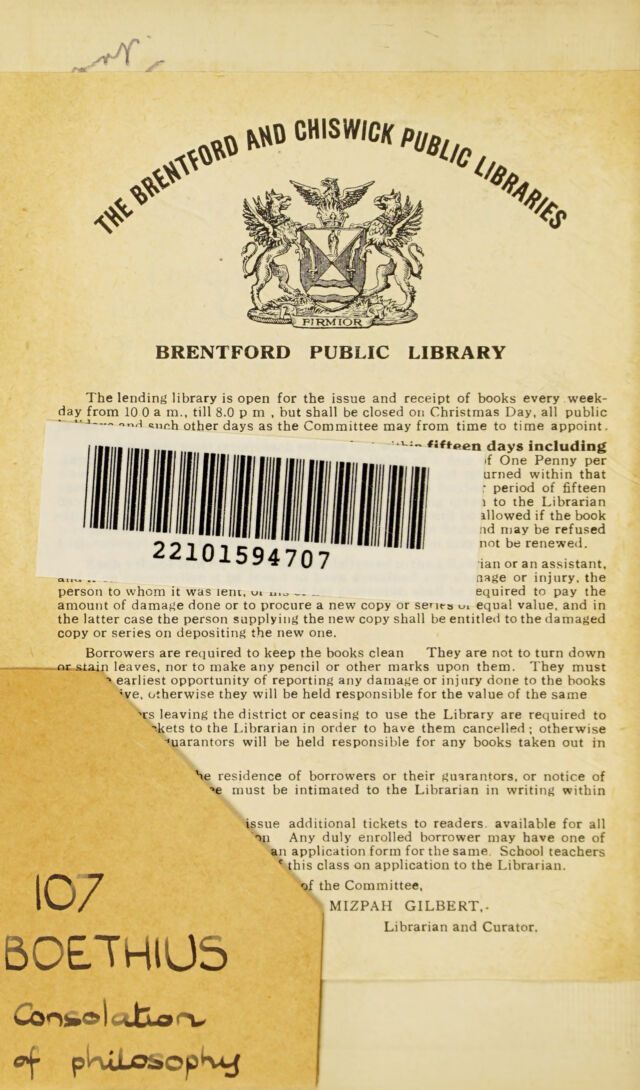 THE BRENTFORD AND CHISWICK PUBLIC LIBRARIES
FIRMIOR
BRENTFORD PUBLIC LIBRARY
The lending library is open for the issue and receipt of books every week-
day from 10 0 a m., till 8.0 p m , but shall be closed on Christmas Day, all public
and such other days as the Committee may from time to time appoint.
fifteen days including
of One Penny per
urned within that
period of fifteen
to the Librarian
allowed if the book
nd may be refused
not be renewed.
22101594707
ian or an assistant,
nage or injury, the
person to whom it was lent,
equired to pay the
amount of damage done or to procure a new copy or series of equal value, and in
the latter case the person supplying the new copy shall be entitled to the damaged
copy or series on depositing the new one.
Borrowers are required to keep the books clean They are not to turn down
or stain leaves, nor to make any pencil or other marks upon them. They must
earliest opportunity of reporting any damage or injury done to the books
ive, otherwise they will be held responsible for the value of the same
rs leaving the district or ceasing to use the Library are required to
kets to the Librarian in order to have them cancelled ; otherwise
uarantors will be held responsible for any books taken out in
he residence of borrowers or their guarantors, or notice of
must be intimated to the Librarian in writing within
issue additional tickets to readers. available for all
on Any duly enrolled borrower may have one of
an application form for the same. School teachers
this class on application to the Librarian.
of the Committee,
MIZPAH GILBERT,.
Librarian and Curator.
107
BOETHIUS
Consolation
of philosophy